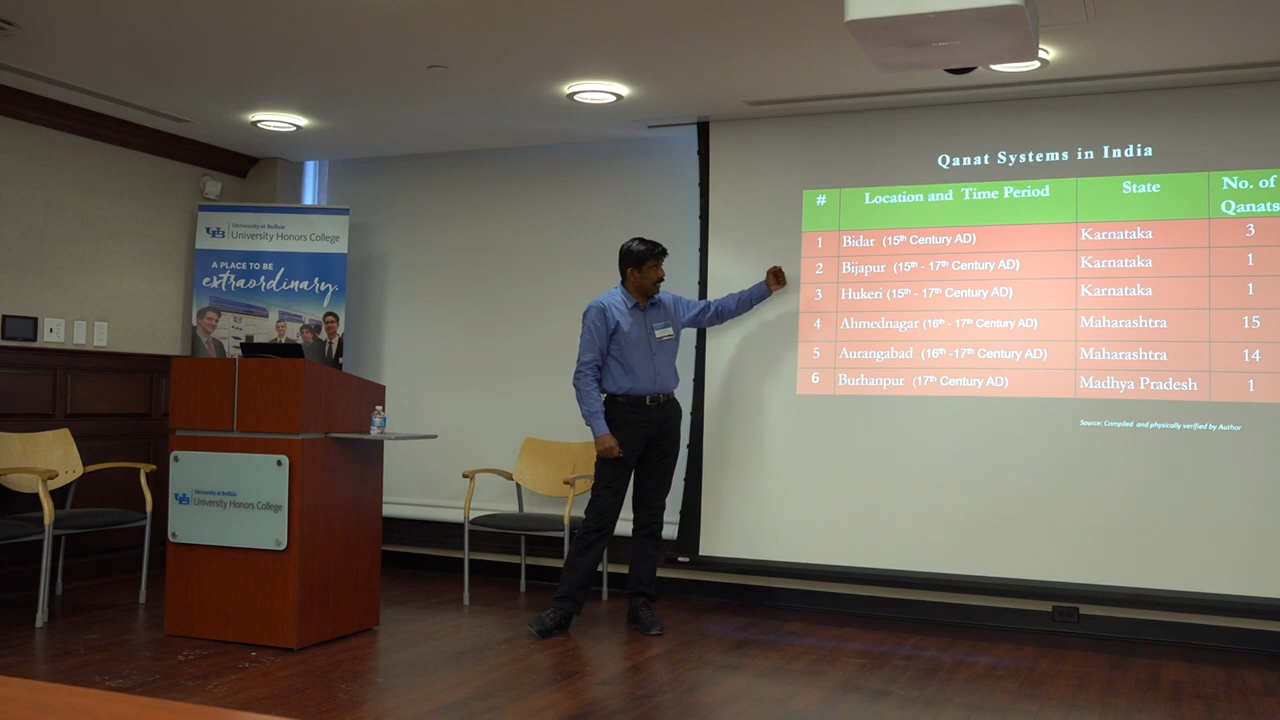 University at Buffalo
UB University Honors College
A PLACE TO BE
extraordinary.
University at Buffalo
UB University Honors College
Qanat Systems in India
# Location and Time Period State No. of Qanats
1 Bidar (15th Century AD) Karnataka 3
2 Bijapur (15th - 17th Century AD) Karnataka 1
3 Hukeri (15th - 17th Century AD) Karnataka 1
4 Ahmednagar (16th - 17th Century AD) Maharashtra 15
5 Aurangabad (16th -17th Century AD) Maharashtra 14
6 Burhanpur (17th Century AD) Madhya Pradesh 1
Source: Compiled and physically verified by Author